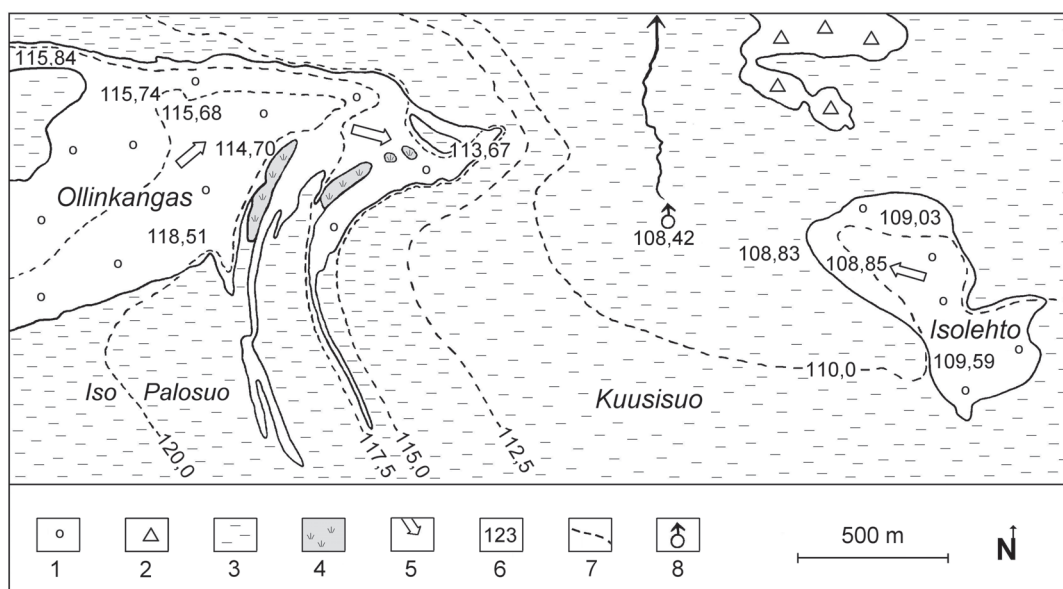 115.84
115,74
115,68
114,70
113,67
Ollinkangas
118,51
108,42
108,83
109,03
108,85
Isolehto
109,59
110,0
Iso Palosuo
Kuusisuo
120,0
117,5
115,0
112,5
123
500 m
N
1 2 3 4 5 6 7 8